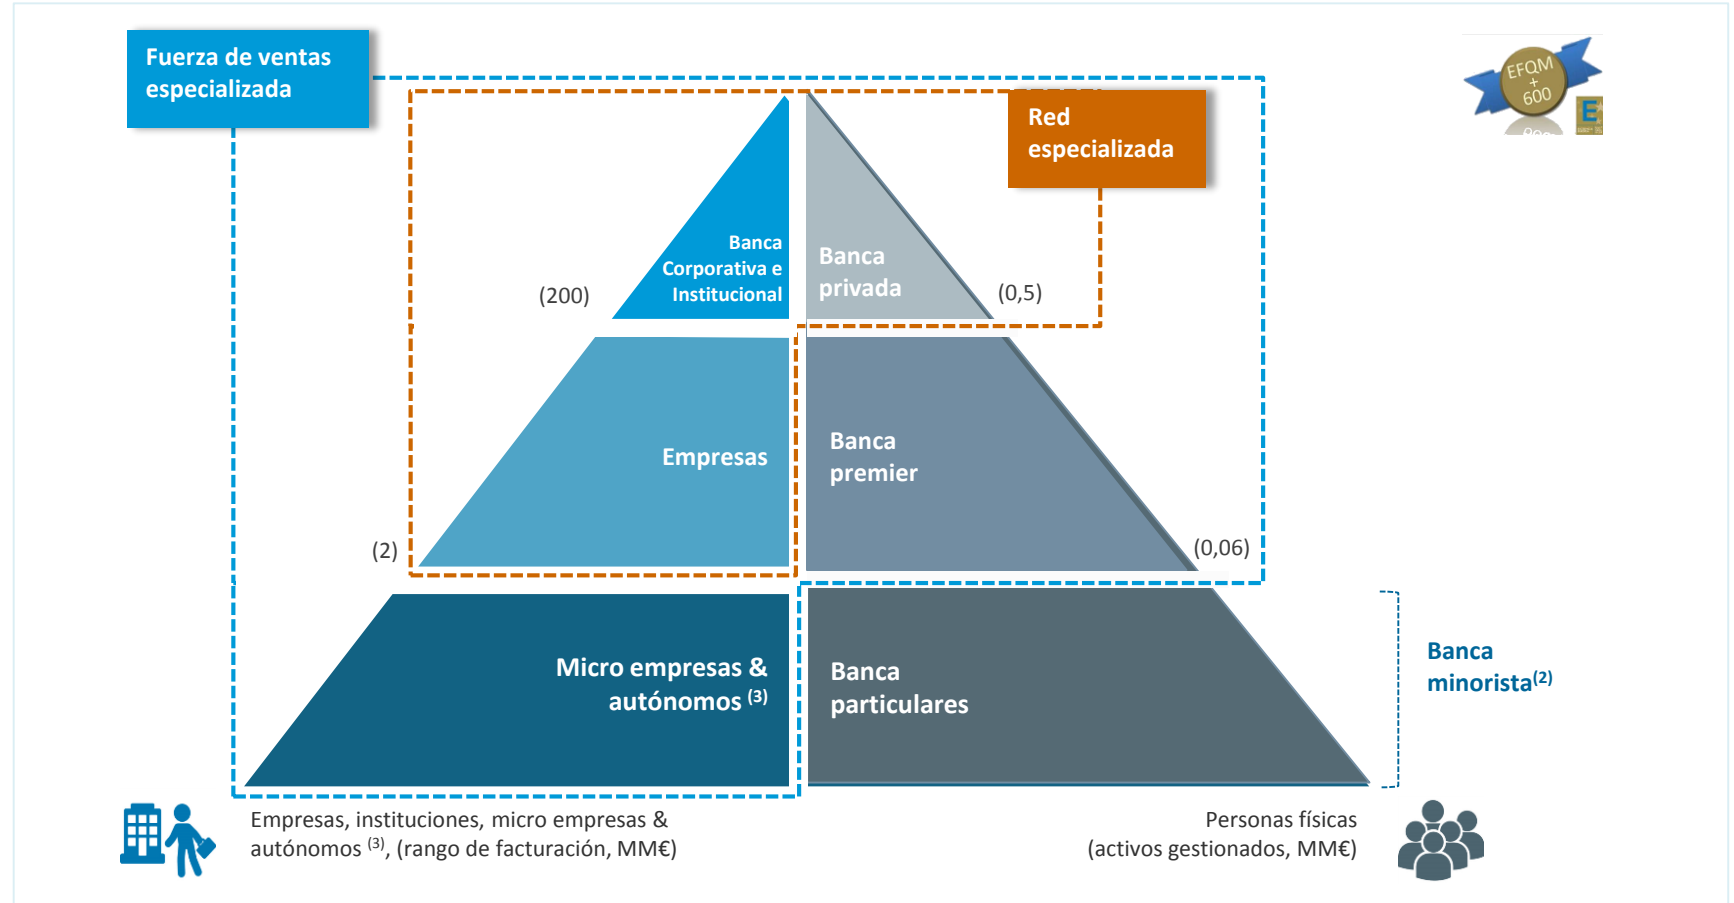 Fuerza de ventas
especializada
EFQM
+
600
E
Red
especializada
Banca
Corporativa e
Institucional
Banca
privada
(200)
(0,5)
Empresas
Banca
premier
(2)
(0,06)
Micro empresas &
autónomos (3)
Banca
particulares
Banca
minorista(2)
Empresas, instituciones, micro empresas &
autónomos (3), (rango de facturación, MM€)
Personas físicas
(activos gestionados, MM€)